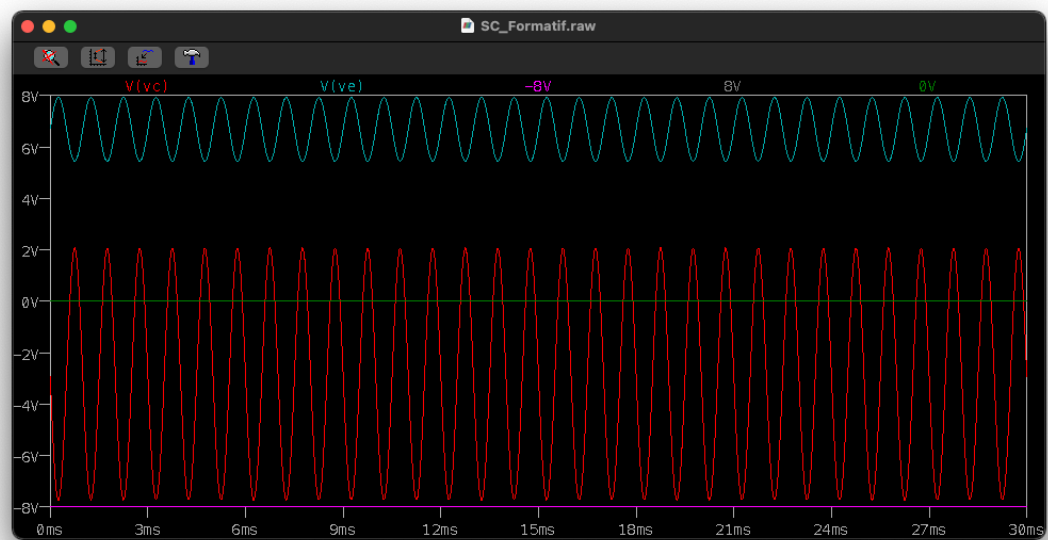 SC_Formatif.raw
V(vc) V(ve) -8V 8V 0V
8V
6V
4V
2V
0V
-2V
-4V
-6V
-8V
0ms 3ms 6ms 9ms 12ms 15ms 18ms 21ms 24ms 27ms 30ms